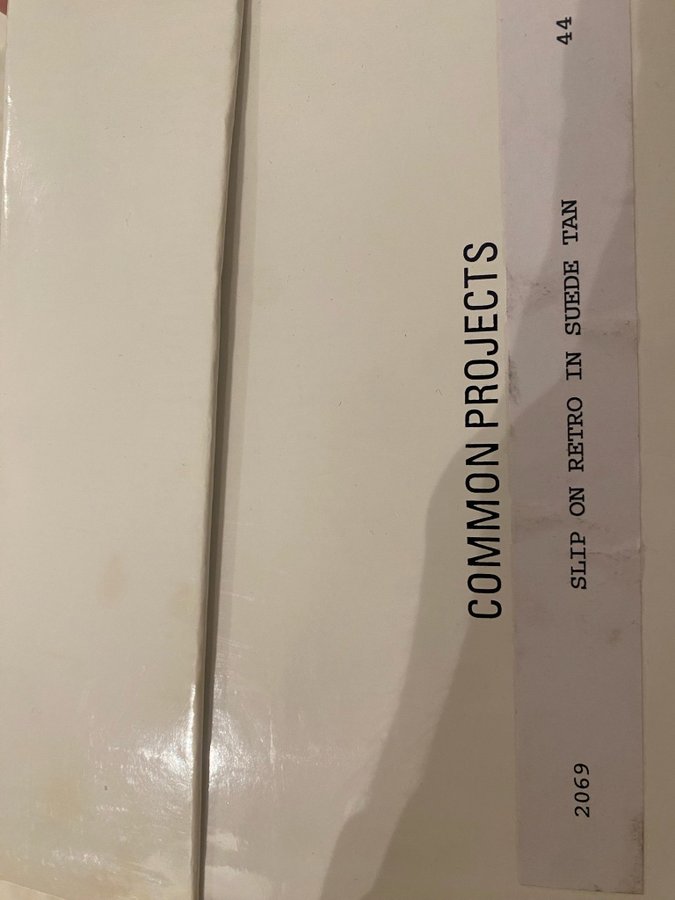 COMMON PROJECTS
2069 SLIP ON RETRO IN SUEDE TAN 44